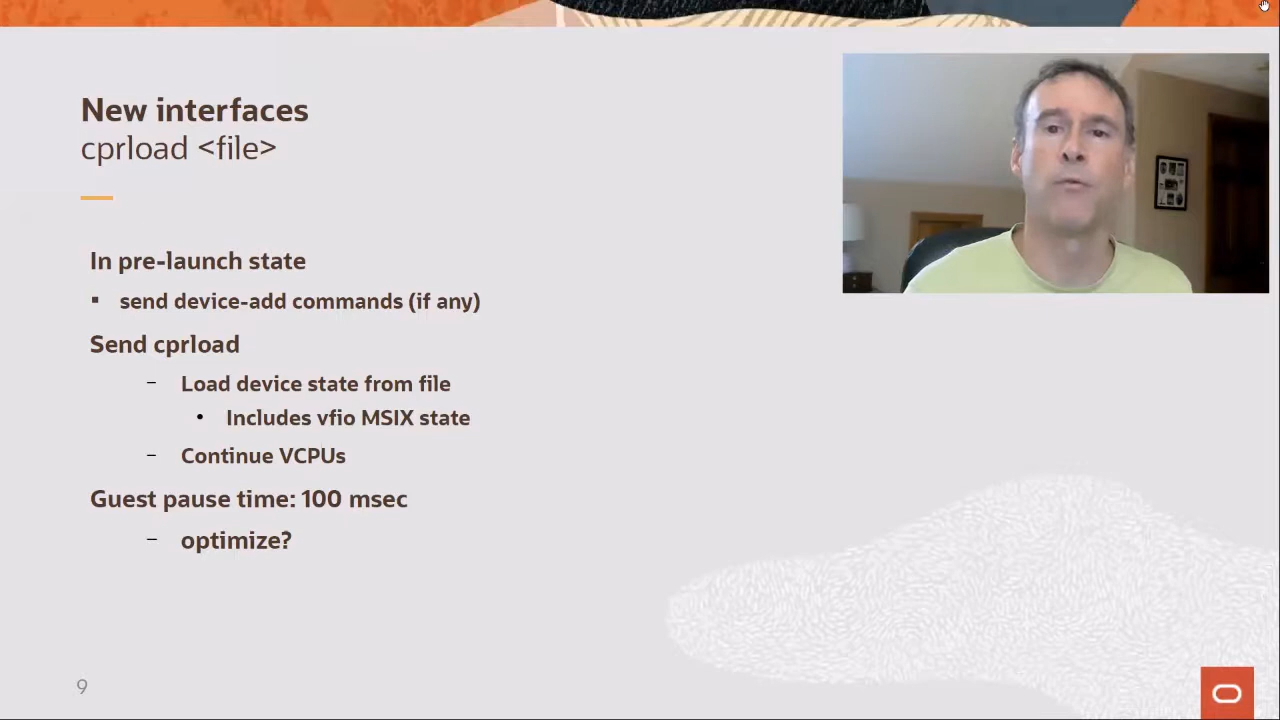 New interfaces
cprload <file>
In pre-launch state
▪ send device-add commands (if any)
Send cprload
– Load device state from file
• Includes vfio MSIX state
– Continue VCPUs
Guest pause time: 100 msec
– optimize?
9